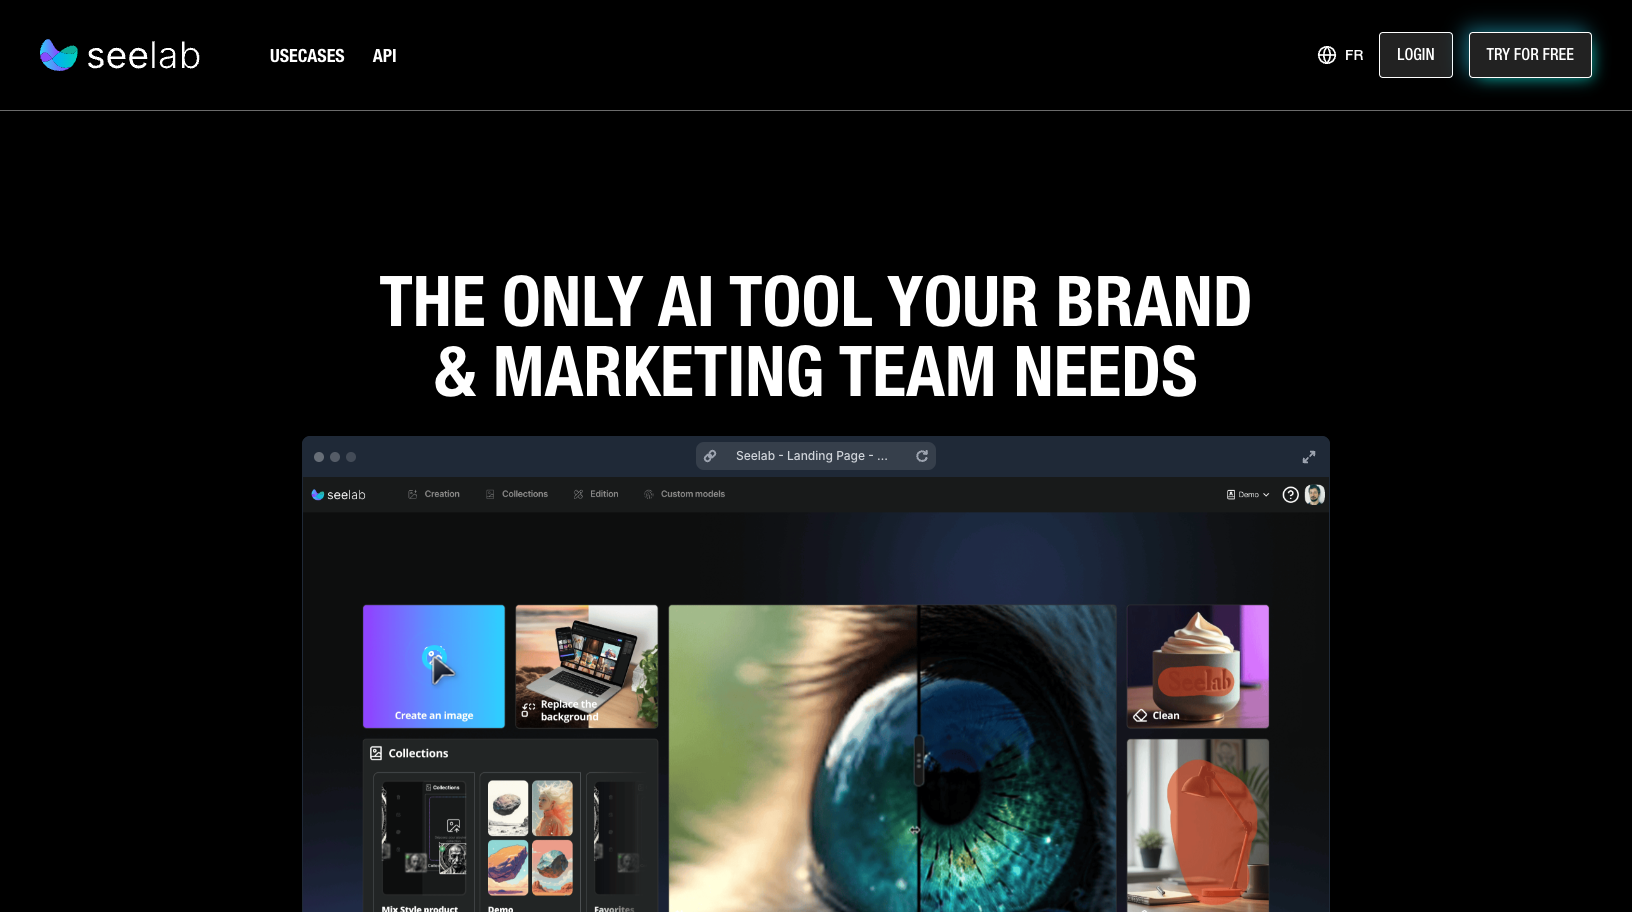 seelab
USECASES
API
FR
LOGIN
TRY FOR FREE
THE ONLY AI TOOL YOUR BRAND
& MARKETING TEAM NEEDS
Seelab - Landing Page - ...
seelab
Creation
Collections
Edition
Custom models
Demo
Create an image
Replace the
background
Seelab
Clean
Collections
Collections
Mix Style product
Demo
Favorites